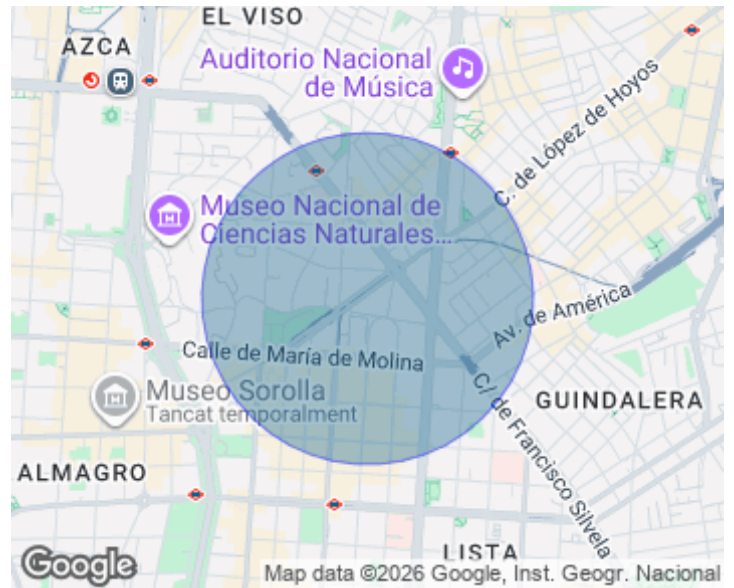 EL VISO
AZCA
Auditorio Nacional
de Música
C. de López de Hoyos
Museo Nacional de
Ciencias Naturales....
Av. de América
Calle de María de Molina
Museo Sorolla
Tancat temporalment
GUINDALERA
C/ de Francisco Silvela
ALMAGRO
LISTA
Google
Map data ©2026 Google, Inst. Geogr. Nacional